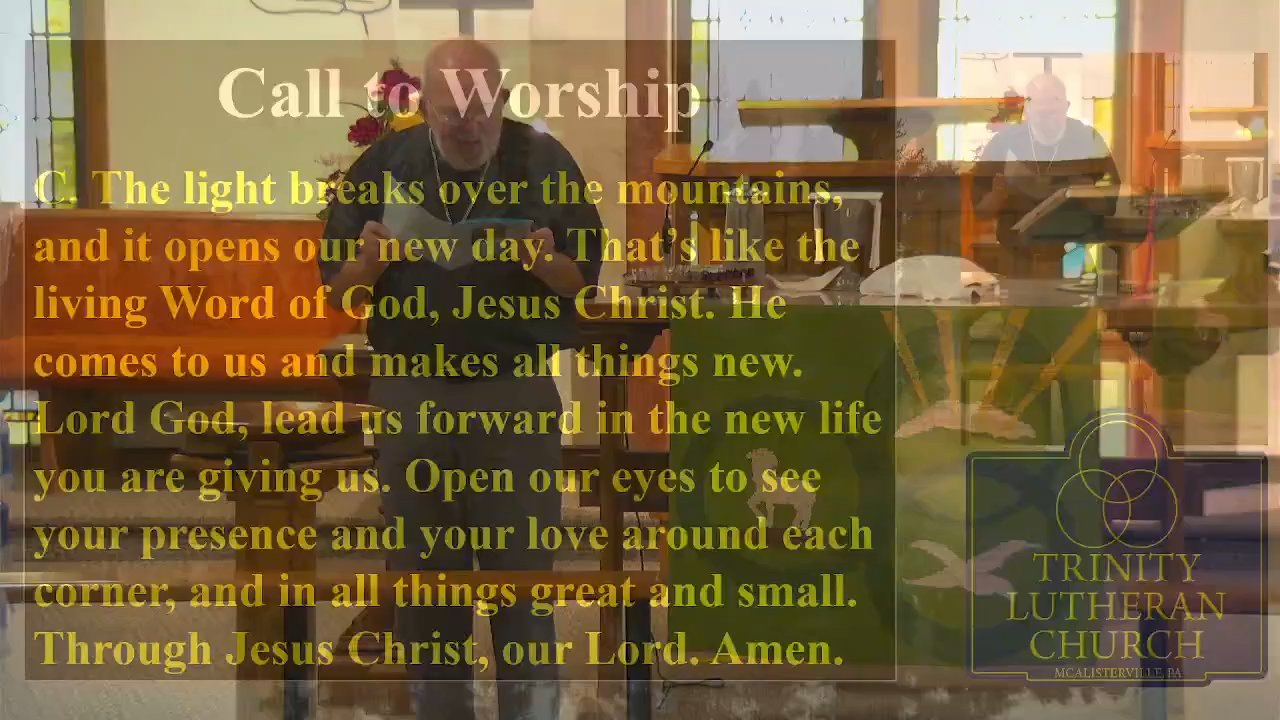 Call to Worship
C. The light breaks over the mountains,
and it opens our new day. That's like the
living Word of God, Jesus Christ. He
comes to us and makes all things new.
Lord God, lead us forward in the new life
you are giving us. Open our eyes to see
your presence and your love around each
corner, and in all things great and small.
Through Jesus Christ, our Lord. Amen.
TRINITY
LUTHERAN
CHURCH
MCALISTERVILLE, PA